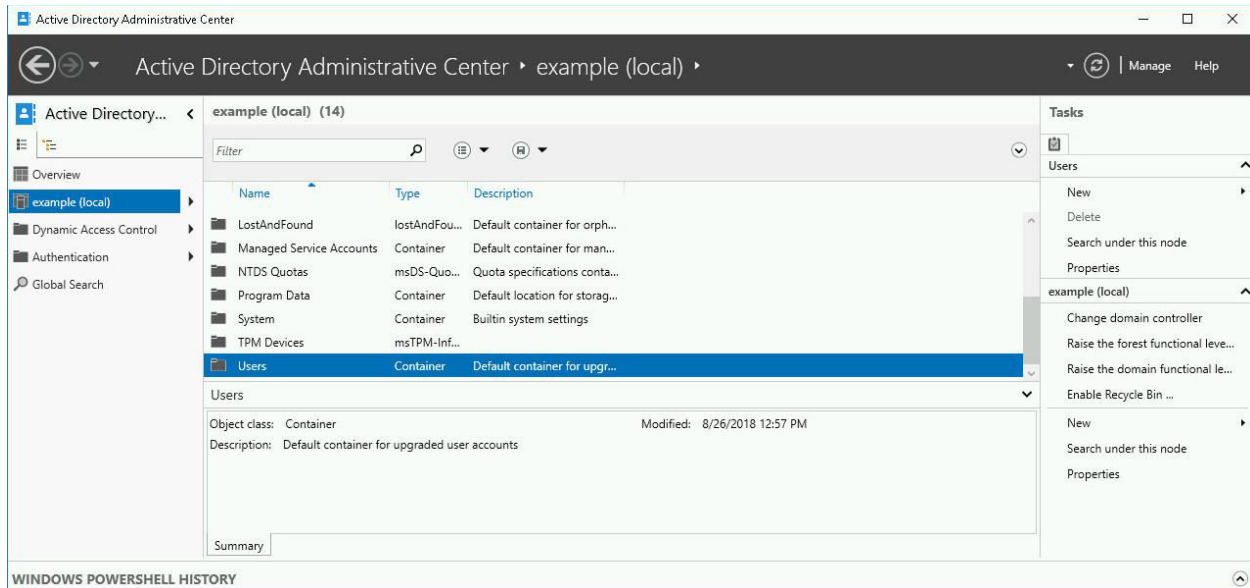 Active Directory Administrative Center
Active Directory Administrative Center • example (local) •
Manage Help
Active Directory...
Overview
example (local)
Dynamic Access Control
Authentication
Global Search
example (local) (14)
Filter
Name Type Description
LostAndFound lostAndFou... Default container for orph...
Managed Service Accounts Container Default container for man...
NTDS Quotas msDS-Quo... Quota specifications conta...
Program Data Container Default location for storag...
System Container Builtin system settings
TPM Devices msTPM-Inf...
Users Container Default container for upgr...
Users
Object class: Container Modified: 8/26/2018 12:57 PM
Description: Default container for upgraded user accounts
Summary
Tasks
Users
New
Delete
Search under this node
Properties
example (local)
Change domain controller
Raise the forest functional leve...
Raise the domain functional le...
Enable Recycle Bin ...
New
Search under this node
Properties
WINDOWS POWERSHELL HISTORY